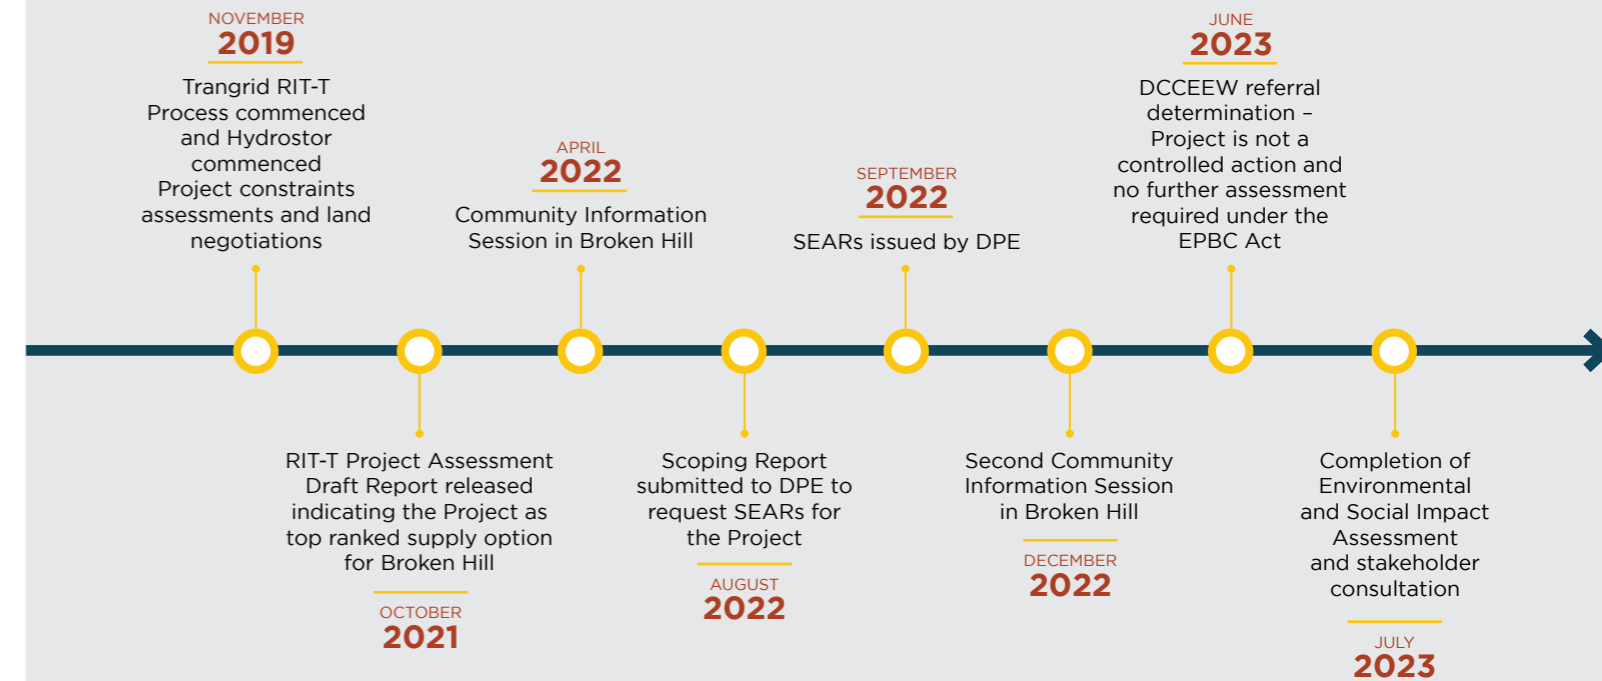 NOVEMBER
2019
Trangrid RIT-T
Process commenced
and Hydrostor
commenced
Project constraints
assessments and land
negotiations
RIT-T Project Assessment
Draft Report released
indicating the Project as
top ranked supply option
for Broken Hill
OCTOBER
2021
APRIL
2022
Community Information
Session in Broken Hill
Scoping Report
submitted to DPE to
request SEARs for
the Project
AUGUST
2022
SEPTEMBER
2022
SEARs issued by DPE
Second Community
Information Session
in Broken Hill
DECEMBER
2022
JUNE
2023
DCCEEW referral
determination –
Project is not a
controlled action and
no further assessment
required under the
EPBC Act
Completion of
Environmental
and Social Impact
Assessment
and stakeholder
consultation
JULY
2023